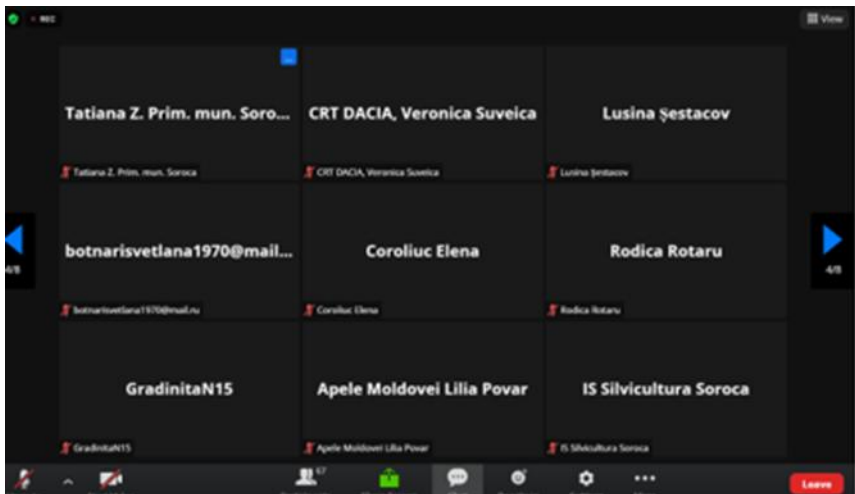 REC
View
Tatiana Z. Prim. mun. Soro...
CRT DACIA, Veronica Suveica
Lusina Șestacov
Tatiana Z. Prim. mun. Soroca
CRT DACIA, Veronica Suveica
Lusina Șestacov
botnarisvetlana1970@mail...
Coroliuc Elena
Rodica Rotaru
4/8
4/8
botnarisvetlana1970@mail.ru
Coroliuc Elena
Rodica Rotaru
GradinitaN15
Apele Moldovei Lilia Povar
IS Silvicultura Soroca
GradinitaN15
Apele Moldovei Lilia Povar
IS Silvicultura Soroca
67
Leave